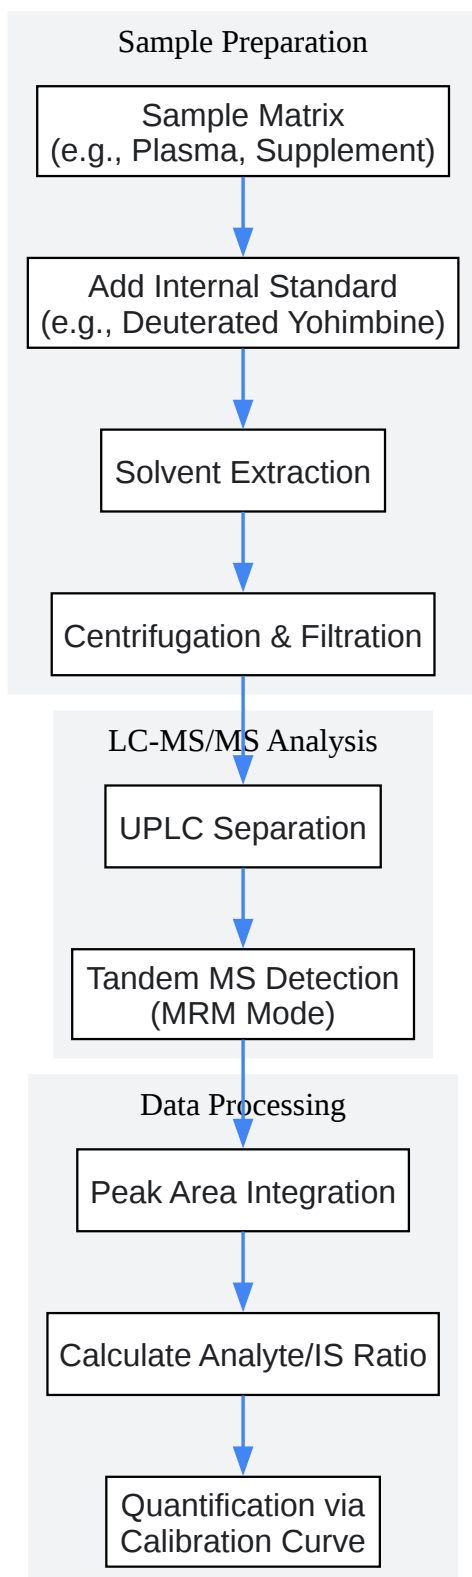 Sample Preparation
Sample Matrix
(e.g., Plasma, Supplement)
Add Internal Standard
(e.g., Deuterated Yohimbine)
Solvent Extraction
Centrifugation & Filtration
LC-MS/MS Analysis
UPLC Separation
Tandem MS Detection
(MRM Mode)
Data Processing
Peak Area Integration
Calculate Analyte/IS Ratio
Quantification via
Calibration Curve